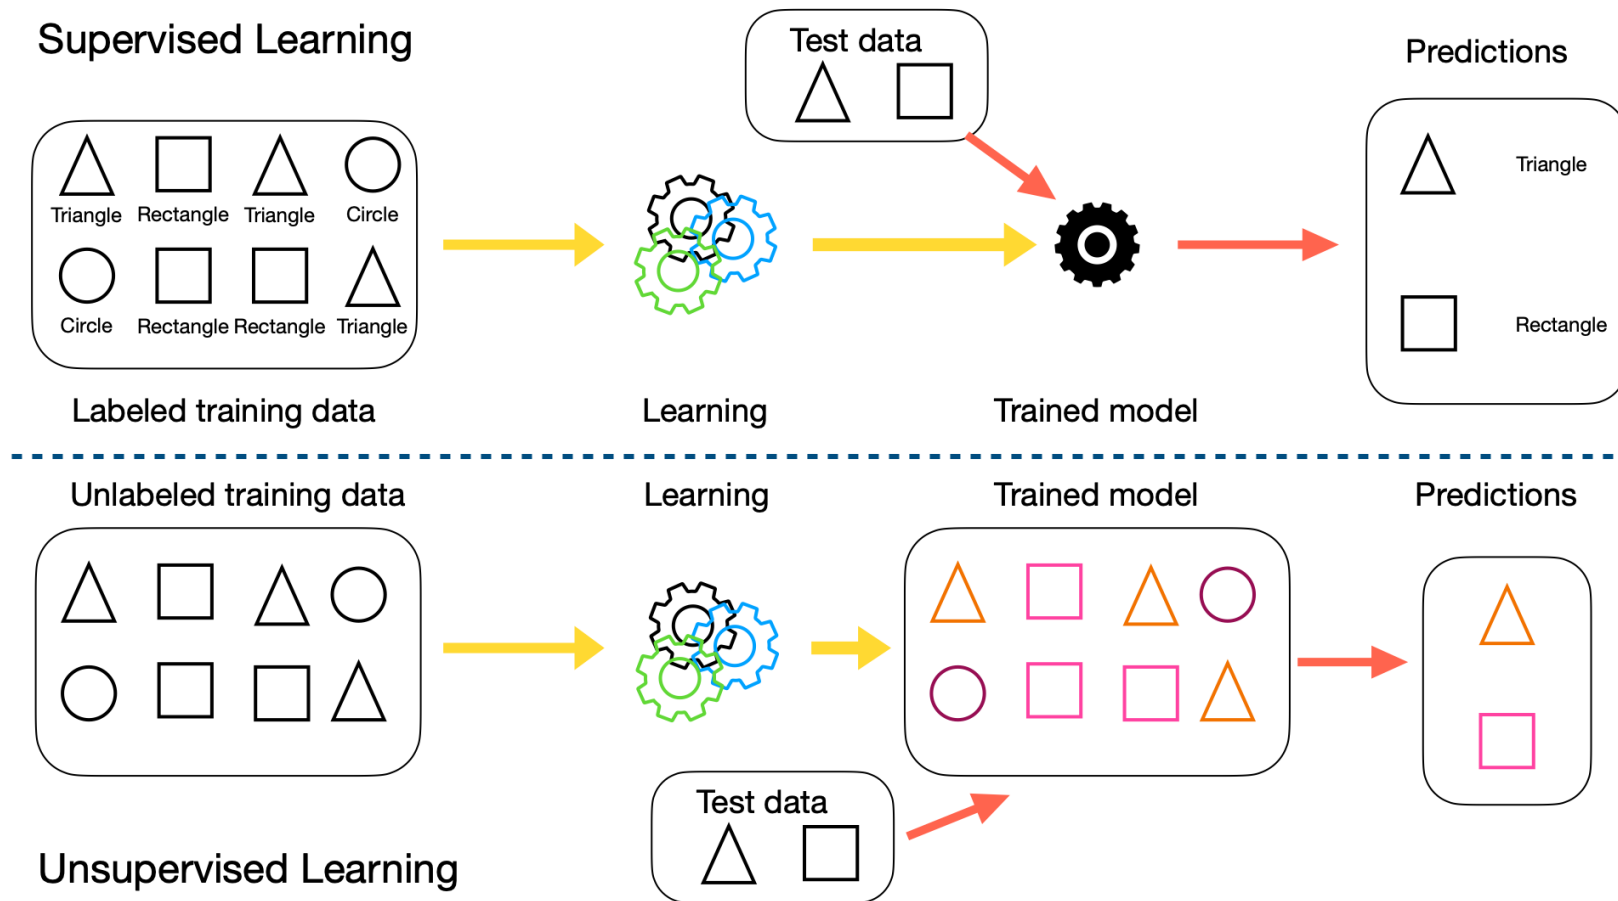 Supervised Learning
Test data
Predictions
Triangle Rectangle Triangle Circle
Circle Rectangle Rectangle Triangle
Triangle
Rectangle
Labeled training data
Learning
Trained model
Unlabeled training data
Learning
Trained model
Predictions
Test data
Unsupervised Learning